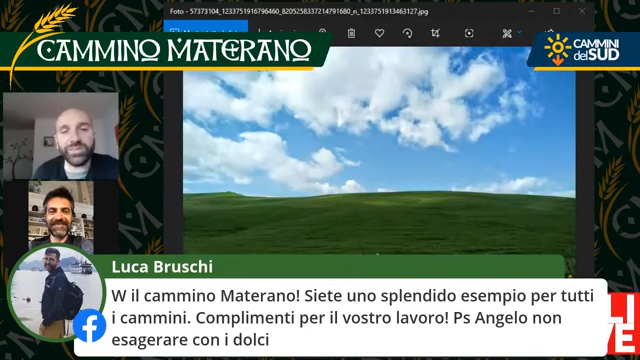 Foto - 57373104_1233751916796460_8205258337214791680_n_1233751913463127.jpg
CAMMINO MATERANO
CAMMINI
del SUD
Luca Bruschi
W il cammino Materano! Siete uno splendido esempio per tutti
i cammini. Complimenti per il vostro lavoro! Ps Angelo non
esagerare con i dolci